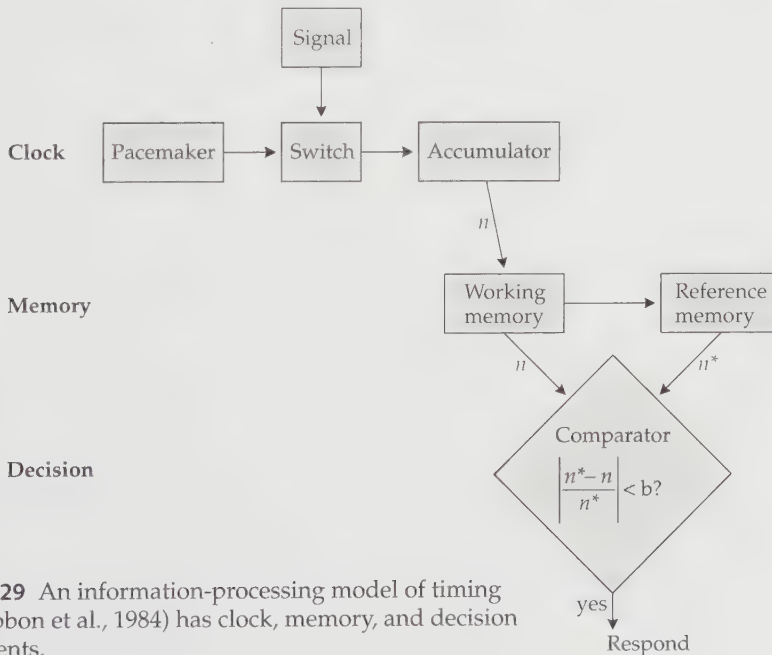 Signal
Clock
Pacemaker
Switch
Accumulator
n
Memory
Working
memory
Reference
memory
n
n*
Decision
Comparator
|n* – n / n*| < b?
29 An information-processing model of timing
bon et al., 1984) has clock, memory, and decision
ents.
yes
Respond